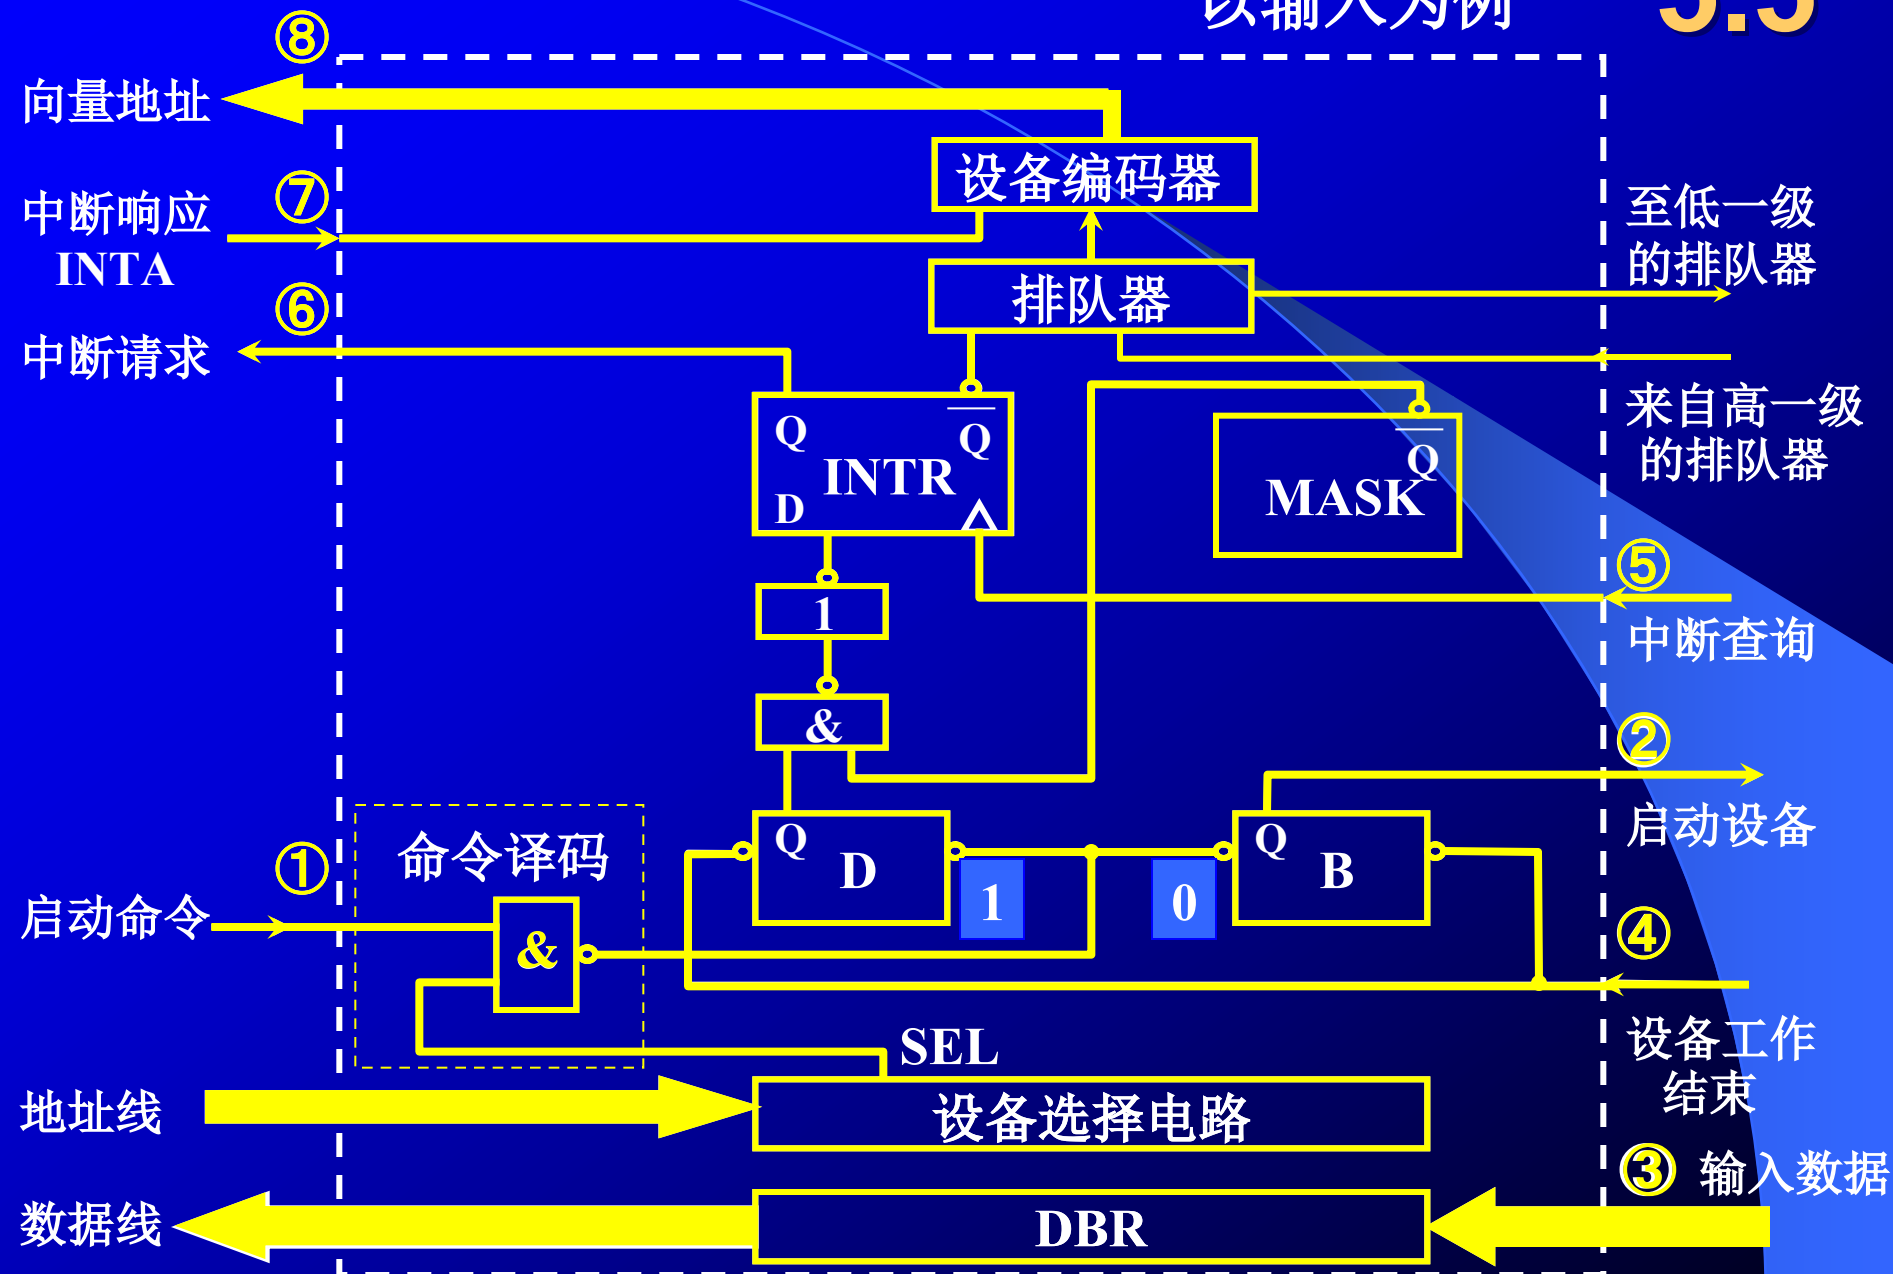 以输入为例
5.5
⑧
向量地址
设备编码器
⑦
中断响应
INTA
至低一级
的排队器
排队器
⑥
中断请求
来自高一级
的排队器
Q
Q
INTR
D
Q
MASK
⑤
中断查询
1
&
②
启动设备
①
命令译码
启动命令
&
Q
D
1
0
Q
B
④
设备工作
结束
SEL
地址线
设备选择电路
③ 输入数据
数据线
DBR